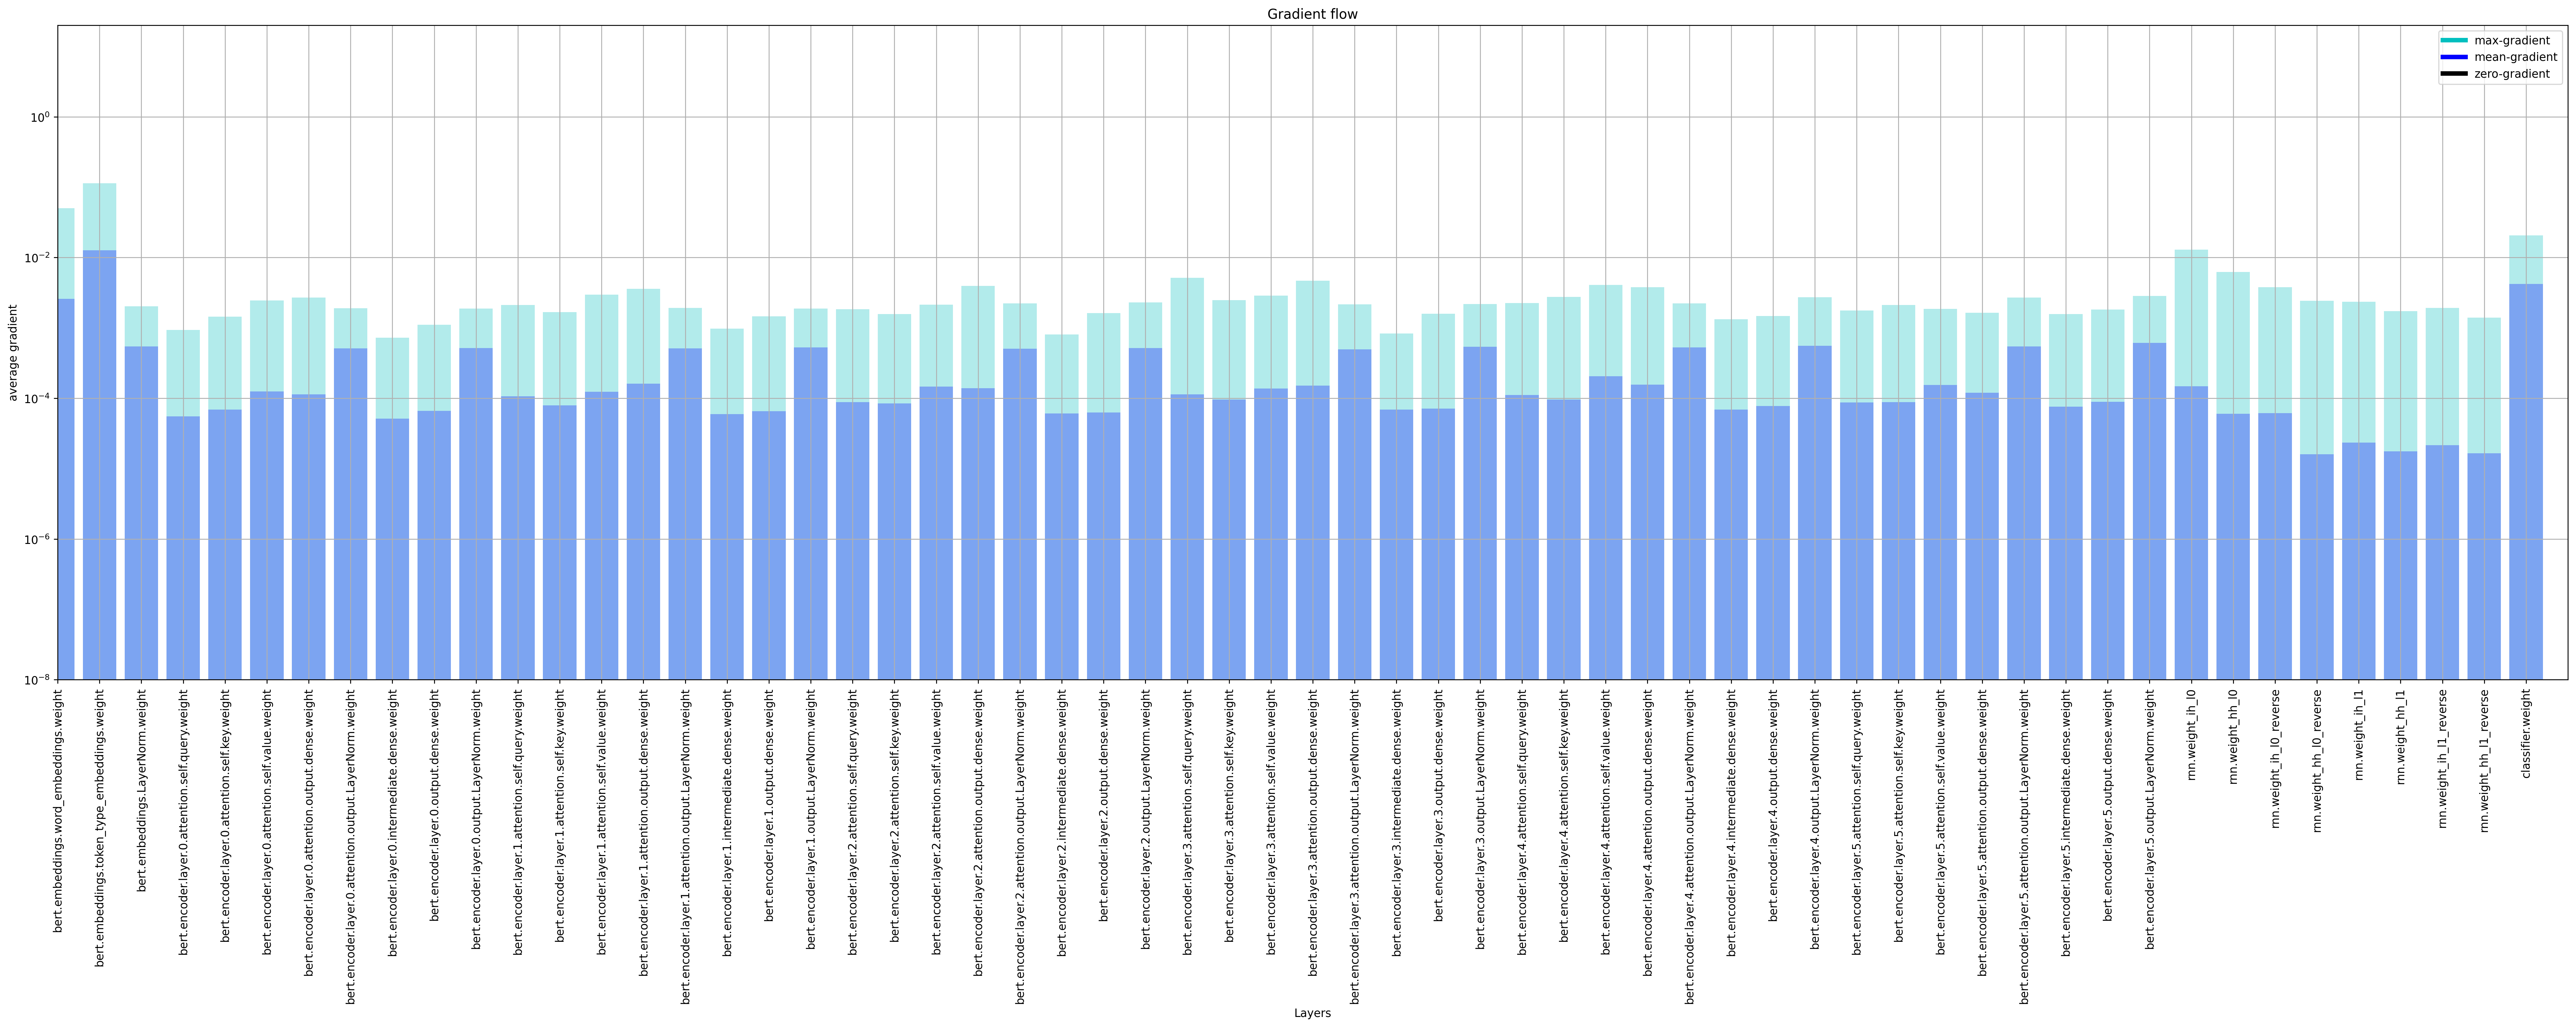 Gradient flow
max-gradient
mean-gradient
zero-gradient
10^0
10^-2
10^-4
10^-6
10^-8
average gradient
bert.embeddings.word_embeddings.weight
bert.embeddings.token_type_embeddings.weight
bert.embeddings.LayerNorm.weight
bert.encoder.layer.0.attention.self.query.weight
bert.encoder.layer.0.attention.self.key.weight
bert.encoder.layer.0.attention.self.value.weight
bert.encoder.layer.0.attention.output.dense.weight
bert.encoder.layer.0.attention.output.LayerNorm.weight
bert.encoder.layer.0.intermediate.dense.weight
bert.encoder.layer.0.output.dense.weight
bert.encoder.layer.0.output.LayerNorm.weight
bert.encoder.layer.1.attention.self.query.weight
bert.encoder.layer.1.attention.self.key.weight
bert.encoder.layer.1.attention.self.value.weight
bert.encoder.layer.1.attention.output.dense.weight
bert.encoder.layer.1.attention.output.LayerNorm.weight
bert.encoder.layer.1.intermediate.dense.weight
bert.encoder.layer.1.output.dense.weight
bert.encoder.layer.1.output.LayerNorm.weight
bert.encoder.layer.2.attention.self.query.weight
bert.encoder.layer.2.attention.self.key.weight
bert.encoder.layer.2.attention.self.value.weight
bert.encoder.layer.2.attention.output.dense.weight
bert.encoder.layer.2.attention.output.LayerNorm.weight
bert.encoder.layer.2.intermediate.dense.weight
bert.encoder.layer.2.output.dense.weight
bert.encoder.layer.2.output.LayerNorm.weight
bert.encoder.layer.3.attention.self.query.weight
bert.encoder.layer.3.attention.self.key.weight
bert.encoder.layer.3.attention.self.value.weight
bert.encoder.layer.3.attention.output.dense.weight
bert.encoder.layer.3.attention.output.LayerNorm.weight
bert.encoder.layer.3.intermediate.dense.weight
bert.encoder.layer.3.output.dense.weight
bert.encoder.layer.3.output.LayerNorm.weight
bert.encoder.layer.4.attention.self.query.weight
bert.encoder.layer.4.attention.self.key.weight
bert.encoder.layer.4.attention.self.value.weight
bert.encoder.layer.4.attention.output.dense.weight
bert.encoder.layer.4.attention.output.LayerNorm.weight
bert.encoder.layer.4.intermediate.dense.weight
bert.encoder.layer.4.output.dense.weight
bert.encoder.layer.4.output.LayerNorm.weight
bert.encoder.layer.5.attention.self.query.weight
bert.encoder.layer.5.attention.self.key.weight
bert.encoder.layer.5.attention.self.value.weight
bert.encoder.layer.5.attention.output.dense.weight
bert.encoder.layer.5.attention.output.LayerNorm.weight
bert.encoder.layer.5.intermediate.dense.weight
bert.encoder.layer.5.output.dense.weight
bert.encoder.layer.5.output.LayerNorm.weight
rnn.weight_ih_l0
rnn.weight_hh_l0
rnn.weight_ih_l0_reverse
rnn.weight_hh_l0_reverse
rnn.weight_ih_l1
rnn.weight_hh_l1
rnn.weight_ih_l1_reverse
rnn.weight_hh_l1_reverse
classifier.weight
Layers